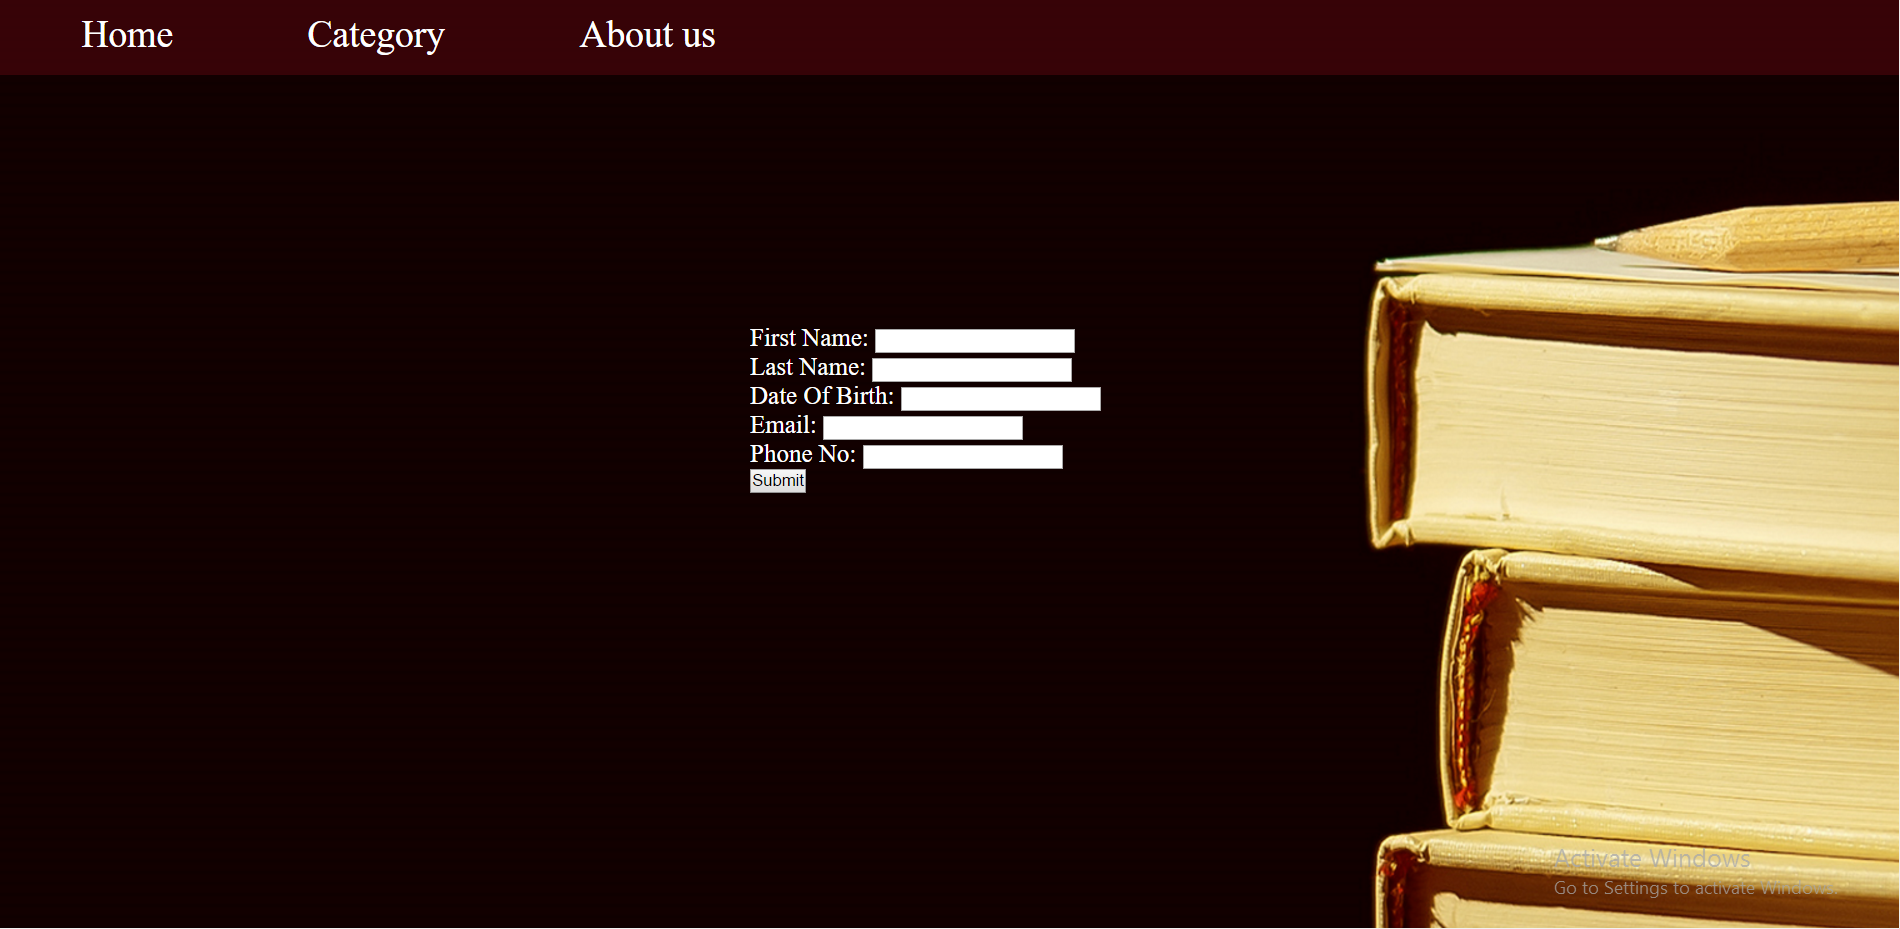 Home Category About us
First Name:
Last Name:
Date Of Birth:
Email:
Phone No:
Submit
Activate Windows
Go to Settings to activate Windows.